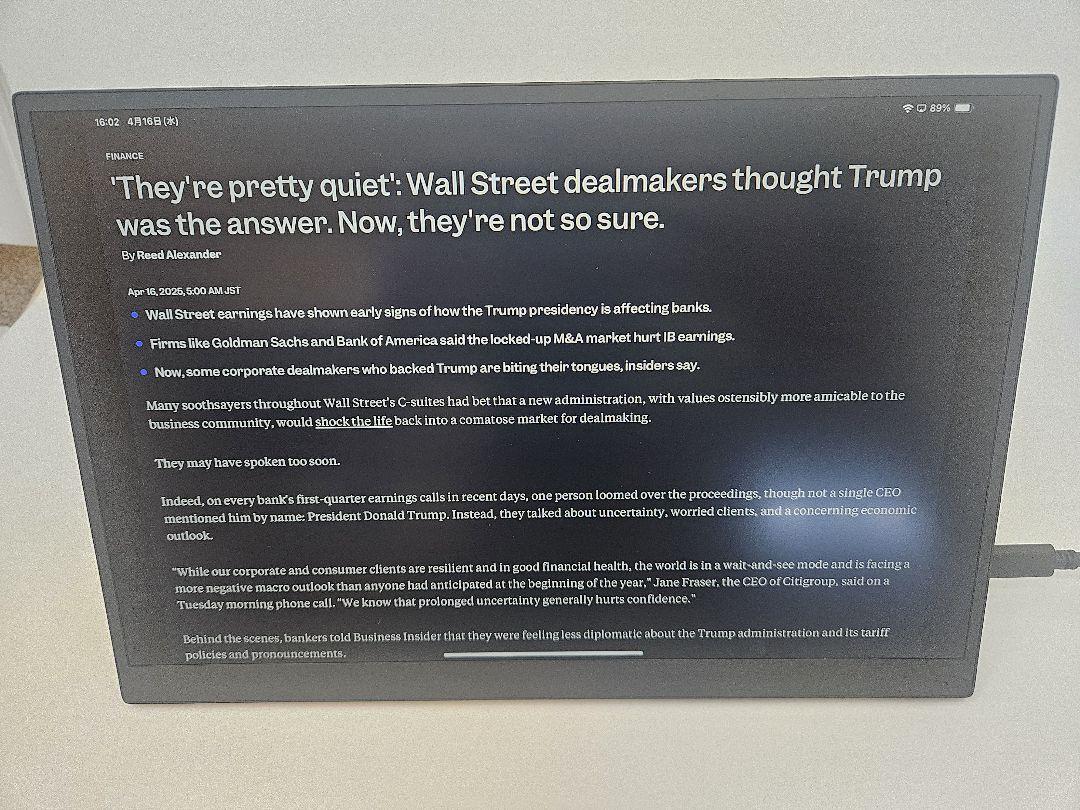 16:02 4月16日(水)
89%
FINANCE
'They're pretty quiet': Wall Street dealmakers thought Trump
was the answer. Now, they're not so sure.
By Reed Alexander
Apr 16, 2025, 5:00 AM JST
Wall Street earnings have shown early signs of how the Trump presidency is affecting banks.
Firms like Goldman Sachs and Bank of America said the locked-up M&A market hurt IB earnings.
Now, some corporate dealmakers who backed Trump are biting their tongues, insiders say.
Many soothsayers throughout Wall Street's C-suites had bet that a new administration, with values ostensibly more amicable to the
business community, would shock the life back into a comatose market for dealmaking.
They may have spoken too soon.
Indeed, on every bank's first-quarter earnings calls in recent days, one person loomed over the proceedings, though not a single CEO
mentioned him by name: President Donald Trump. Instead, they talked about uncertainty, worried clients, and a concerning economic
outlook.
"While our corporate and consumer clients are resilient and in good financial health, the world is in a wait-and-see mode and is facing a
more negative macro outlook than anyone had anticipated at the beginning of the year," Jane Fraser, the CEO of Citigroup, said on a
Tuesday morning phone call. "We know that prolonged uncertainty generally hurts confidence."
Behind the scenes, bankers told Business Insider that they were feeling less diplomatic about the Trump administration and its tariff
policies and pronouncements.